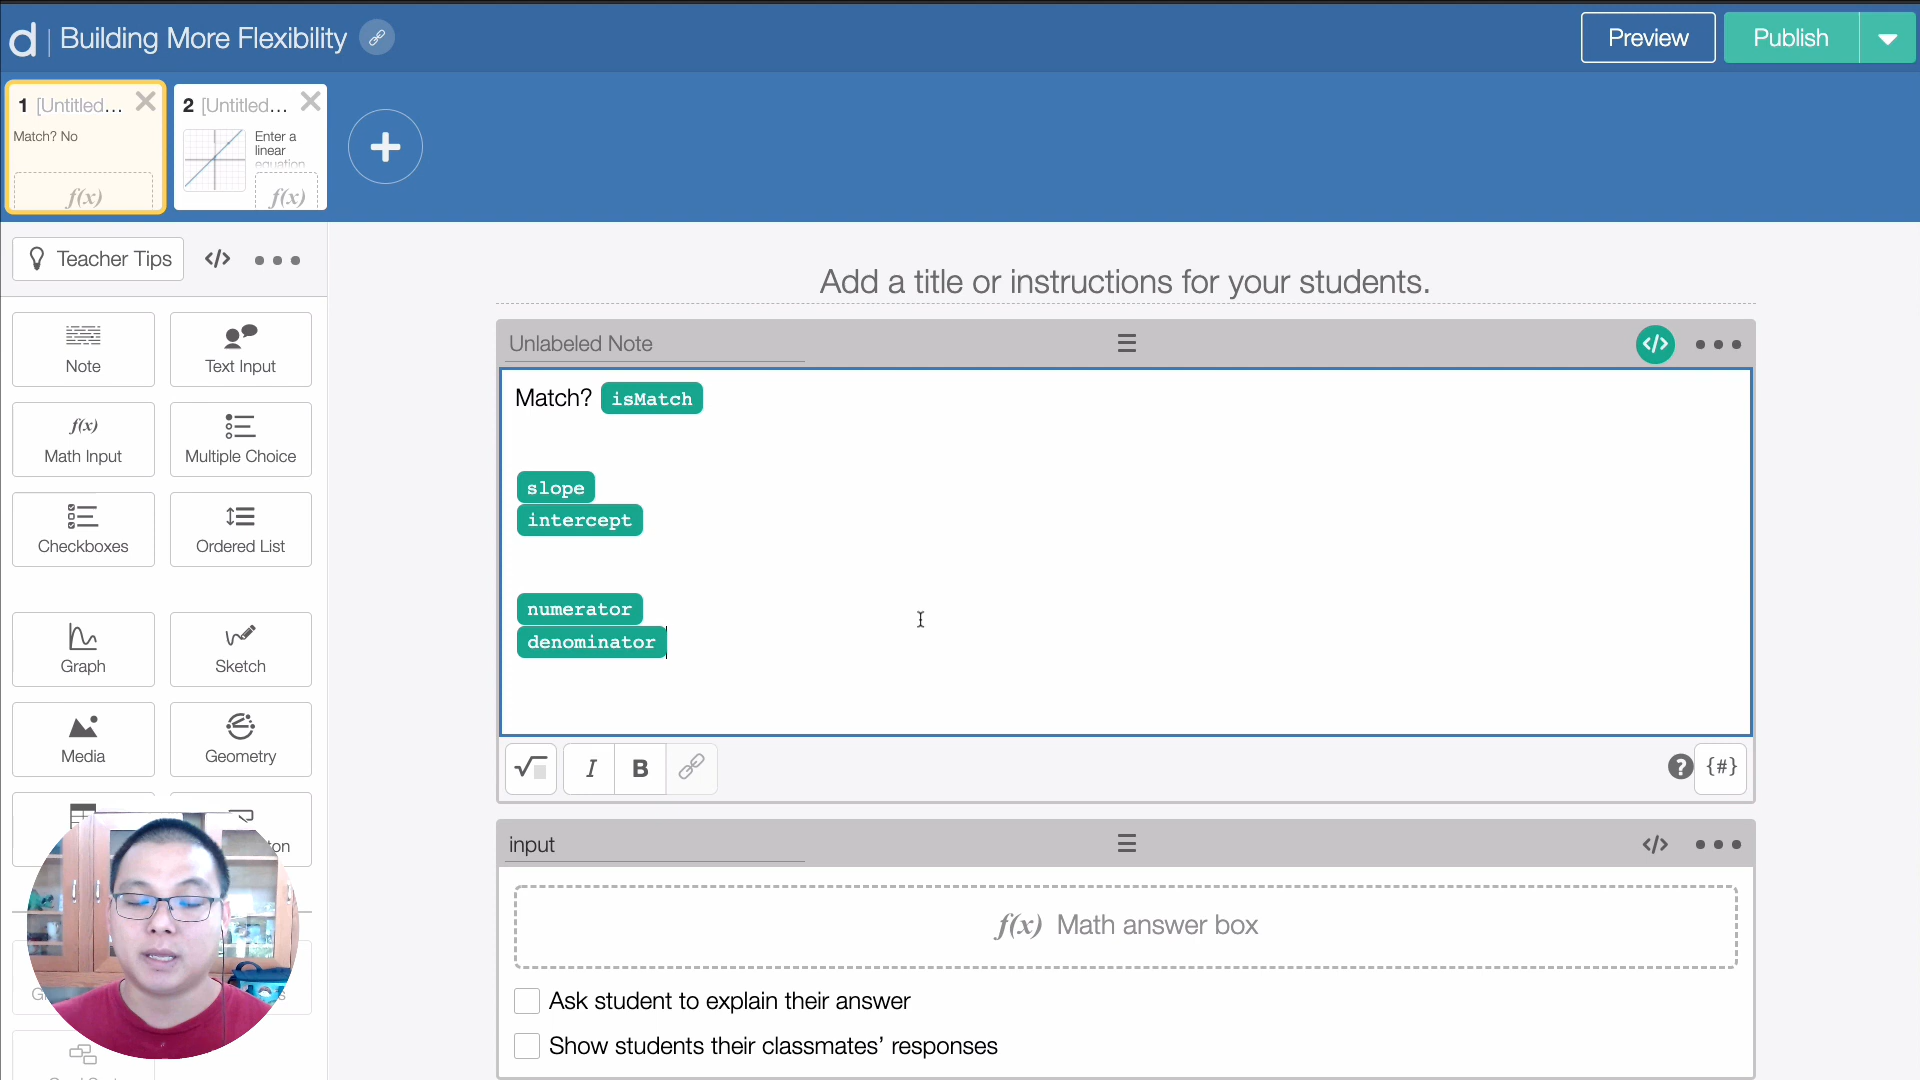 d | Building More Flexibility
Preview
Publish
1 [Untitled...
Match? No
f(x)
2 [Untitled...
Enter a
linear
equation
f(x)
Teacher Tips
</>
Add a title or instructions for your students.
Note
Text Input
f(x)
Math Input
Multiple Choice
Checkboxes
Ordered List
Graph
Sketch
Media
Geometry
Unlabeled Note
</>
Match? isMatch
slope
intercept
numerator
denominator
I
B
?
{#}
input
</>
f(x) Math answer box
Ask student to explain their answer
Show students their classmates’ responses